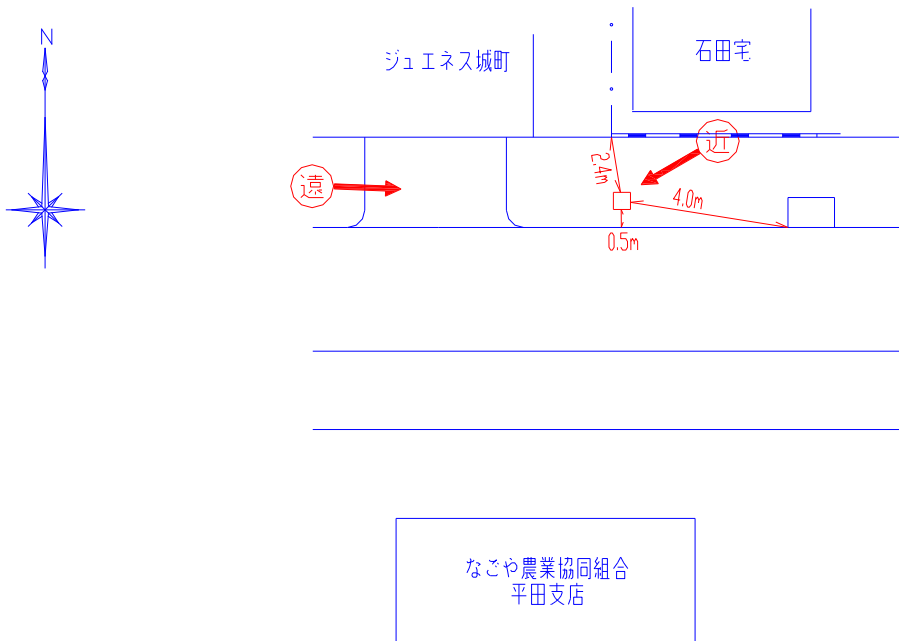 N
ジュエネス城町
石田宅
近
遠
2.4m
4.0m
0.5m
なごや農業協同組合
平田支店